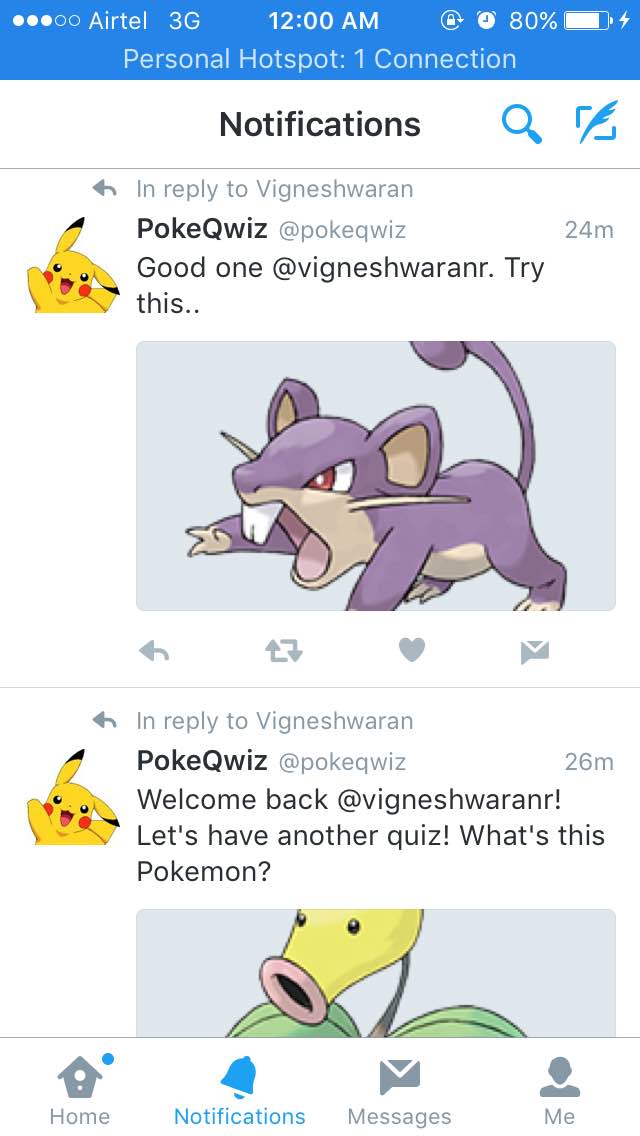 Airtel 3G 12:00 AM 80%
Personal Hotspot: 1 Connection
Notifications
In reply to Vigneshwaran
PokeQwiz @pokeqwiz 24m
Good one @vigneshwaranr. Try
this..
In reply to Vigneshwaran
PokeQwiz @pokeqwiz 26m
Welcome back @vigneshwaranr!
Let's have another quiz! What's this
Pokemon?
Home Notifications Messages Me